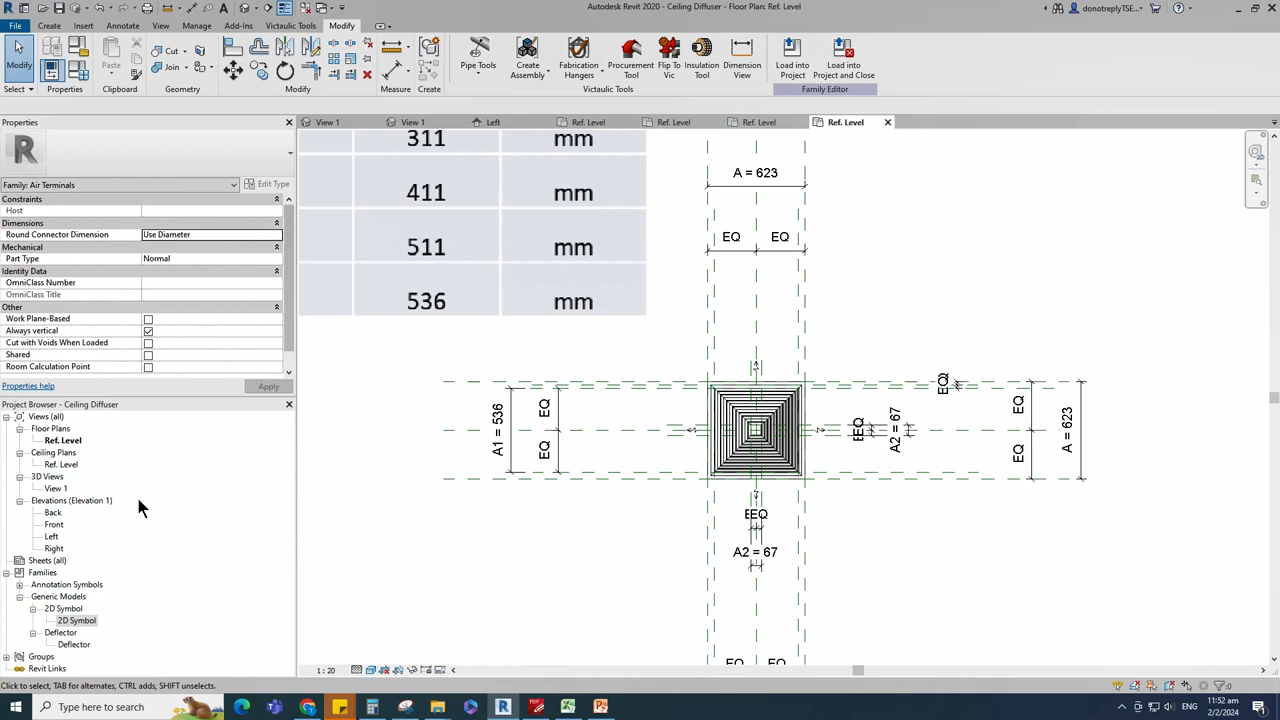 Autodesk Revit 2020 - Ceiling Diffuser - Floor Plan: Ref. Level
donotreplyTSE...
File
Create
Insert
Annotate
View
Manage
Add-Ins
Victaulic Tools
Modify
Modify
Paste
Cut
Join
Pipe Tools
Create Assembly
Fabrication Hangers
Procurement Tool
Flip To Vic
Insulation Tool
Dimension View
Load into Project
Load into Project and Close
Select
Properties
Clipboard
Geometry
Modify
Measure
Create
Victaulic Tools
Family Editor
Properties
View 1
View 1
Left
Ref. Level
Ref. Level
Ref. Level
Ref. Level
Family: Air Terminals
Edit Type
Constraints
Host
Dimensions
Round Connector Dimension
Use Diameter
Mechanical
Part Type
Normal
Identity Data
OmniClass Number
OmniClass Title
Other
Work Plane-Based
Always vertical
Cut with Voids When Loaded
Shared
Room Calculation Point
Properties help
Apply
Project Browser - Ceiling Diffuser
Views (all)
Floor Plans
Ref. Level
Ceiling Plans
Ref. Level
3D Views
View 1
Elevations (Elevation 1)
Back
Front
Left
Right
Sheets (all)
Families
Annotation Symbols
Generic Models
2D Symbol
2D Symbol
Deflector
Deflector
Groups
Revit Links
311 mm
411 mm
511 mm
536 mm
A = 623
EQ EQ
A1 = 536
EQ
EQ
EQ
A2 = 67
EQ
EQ
A = 623
EQ
A2 = 67
EQ EQ
1 : 20
Click to select, TAB for alternates, CTRL adds, SHIFT unselects.
:0
Type here to search
ENG
11:52 am
2/2/2024